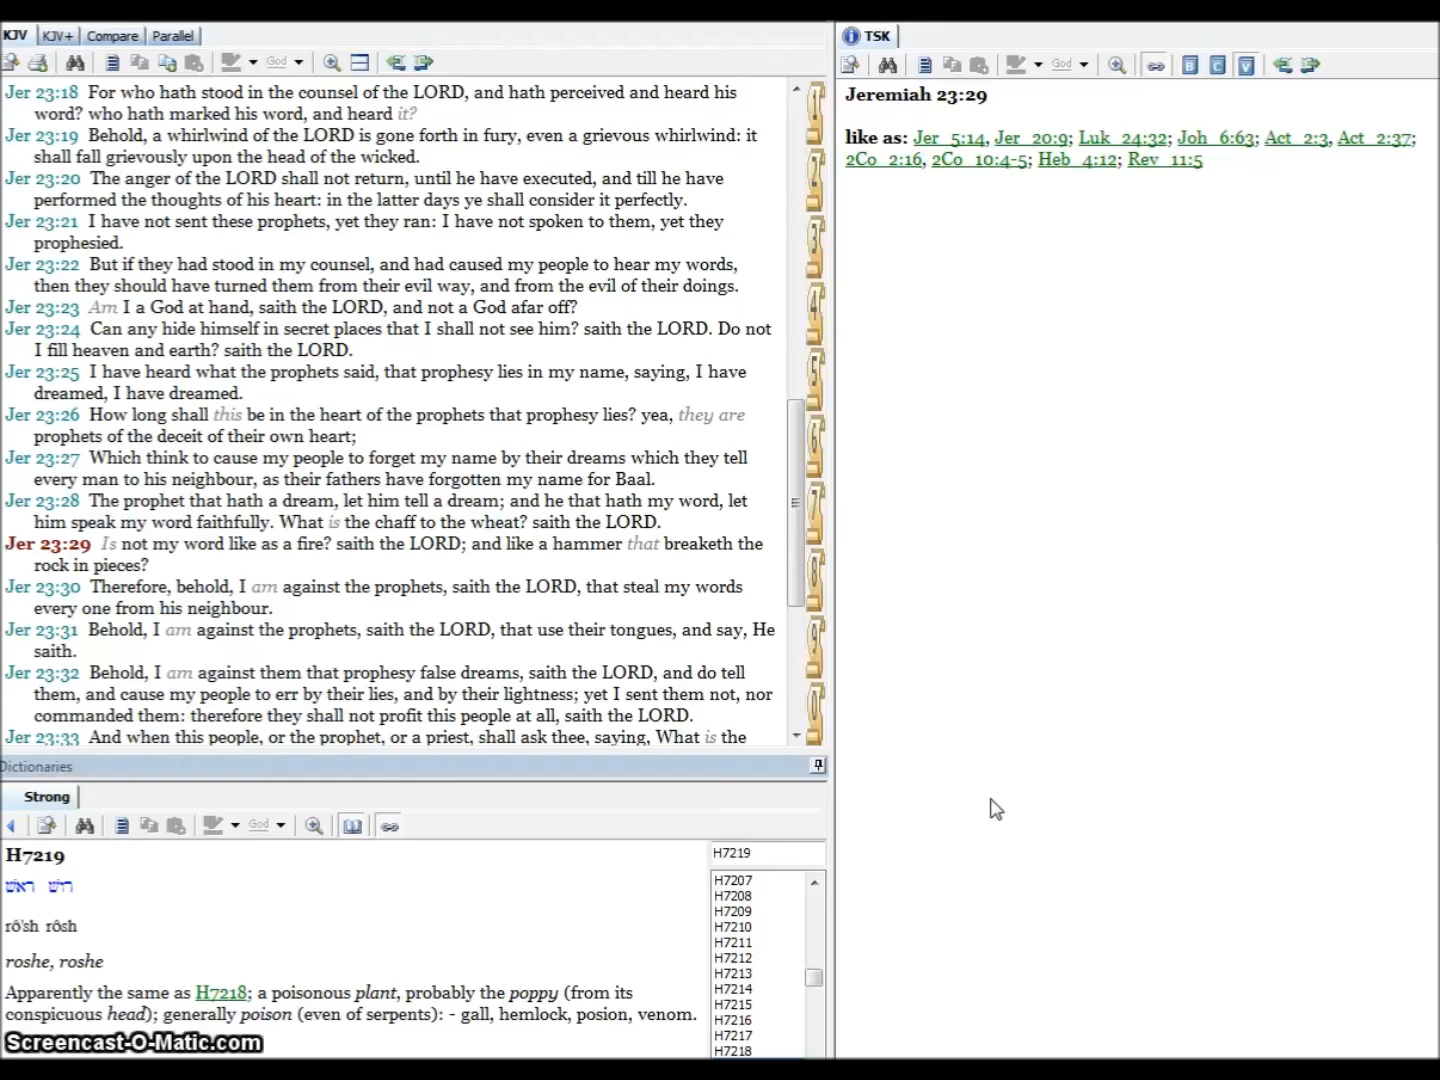 KJV KJV+ Compare Parallel
God
Jer 23:18 For who hath stood in the counsel of the LORD, and hath perceived and heard his
word? who hath marked his word, and heard it?
Jer 23:19 Behold, a whirlwind of the LORD is gone forth in fury, even a grievous whirlwind: it
shall fall grievously upon the head of the wicked.
Jer 23:20 The anger of the LORD shall not return, until he have executed, and till he have
performed the thoughts of his heart: in the latter days ye shall consider it perfectly.
Jer 23:21 I have not sent these prophets, yet they ran: I have not spoken to them, yet they
prophesied.
Jer 23:22 But if they had stood in my counsel, and had caused my people to hear my words,
then they should have turned them from their evil way, and from the evil of their doings.
Jer 23:23 Am I a God at hand, saith the LORD, and not a God afar off?
Jer 23:24 Can any hide himself in secret places that I shall not see him? saith the LORD. Do not
I fill heaven and earth? saith the LORD.
Jer 23:25 I have heard what the prophets said, that prophesy lies in my name, saying, I have
dreamed, I have dreamed.
Jer 23:26 How long shall this be in the heart of the prophets that prophesy lies? yea, they are
prophets of the deceit of their own heart;
Jer 23:27 Which think to cause my people to forget my name by their dreams which they tell
every man to his neighbour, as their fathers have forgotten my name for Baal.
Jer 23:28 The prophet that hath a dream, let him tell a dream; and he that hath my word, let
him speak my word faithfully. What is the chaff to the wheat? saith the LORD.
Jer 23:29 Is not my word like as a fire? saith the LORD; and like a hammer that breaketh the
rock in pieces?
Jer 23:30 Therefore, behold, I am against the prophets, saith the LORD, that steal my words
every one from his neighbour.
Jer 23:31 Behold, I am against the prophets, saith the LORD, that use their tongues, and say, He
saith.
Jer 23:32 Behold, I am against them that prophesy false dreams, saith the LORD, and do tell
them, and cause my people to err by their lies, and by their lightness; yet I sent them not, nor
commanded them: therefore they shall not profit this people at all, saith the LORD.
Jer 23:33 And when this people, or the prophet, or a priest, shall ask thee, saying, What is the
1
2
3
4
5
6
7
8
9
0
Dictionaries
Strong
God
H7219
ראשׁ רוֹשׁ
rô'sh rôsh
roshe, roshe
Apparently the same as H7218; a poisonous plant, probably the poppy (from its
conspicuous head); generally poison (even of serpents): - gall, hemlock, posion, venom.
Screencast-O-Matic.com
H7219
H7207
H7208
H7209
H7210
H7211
H7212
H7213
H7214
H7215
H7216
H7217
H7218
TSK
God
B C V
Jeremiah 23:29
like as: Jer 5:14, Jer 20:9; Luk 24:32; Joh 6:63; Act 2:3, Act 2:37;
2Co 2:16, 2Co 10:4-5; Heb 4:12; Rev 11:5